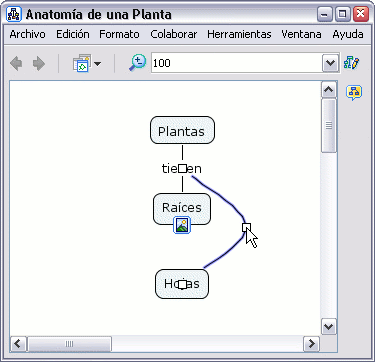 Anatomía de una Planta
Archivo Edición Formato Colaborar Herramientas Ventana Ayuda
100
Plantas
tienen
Raíces
Hojas